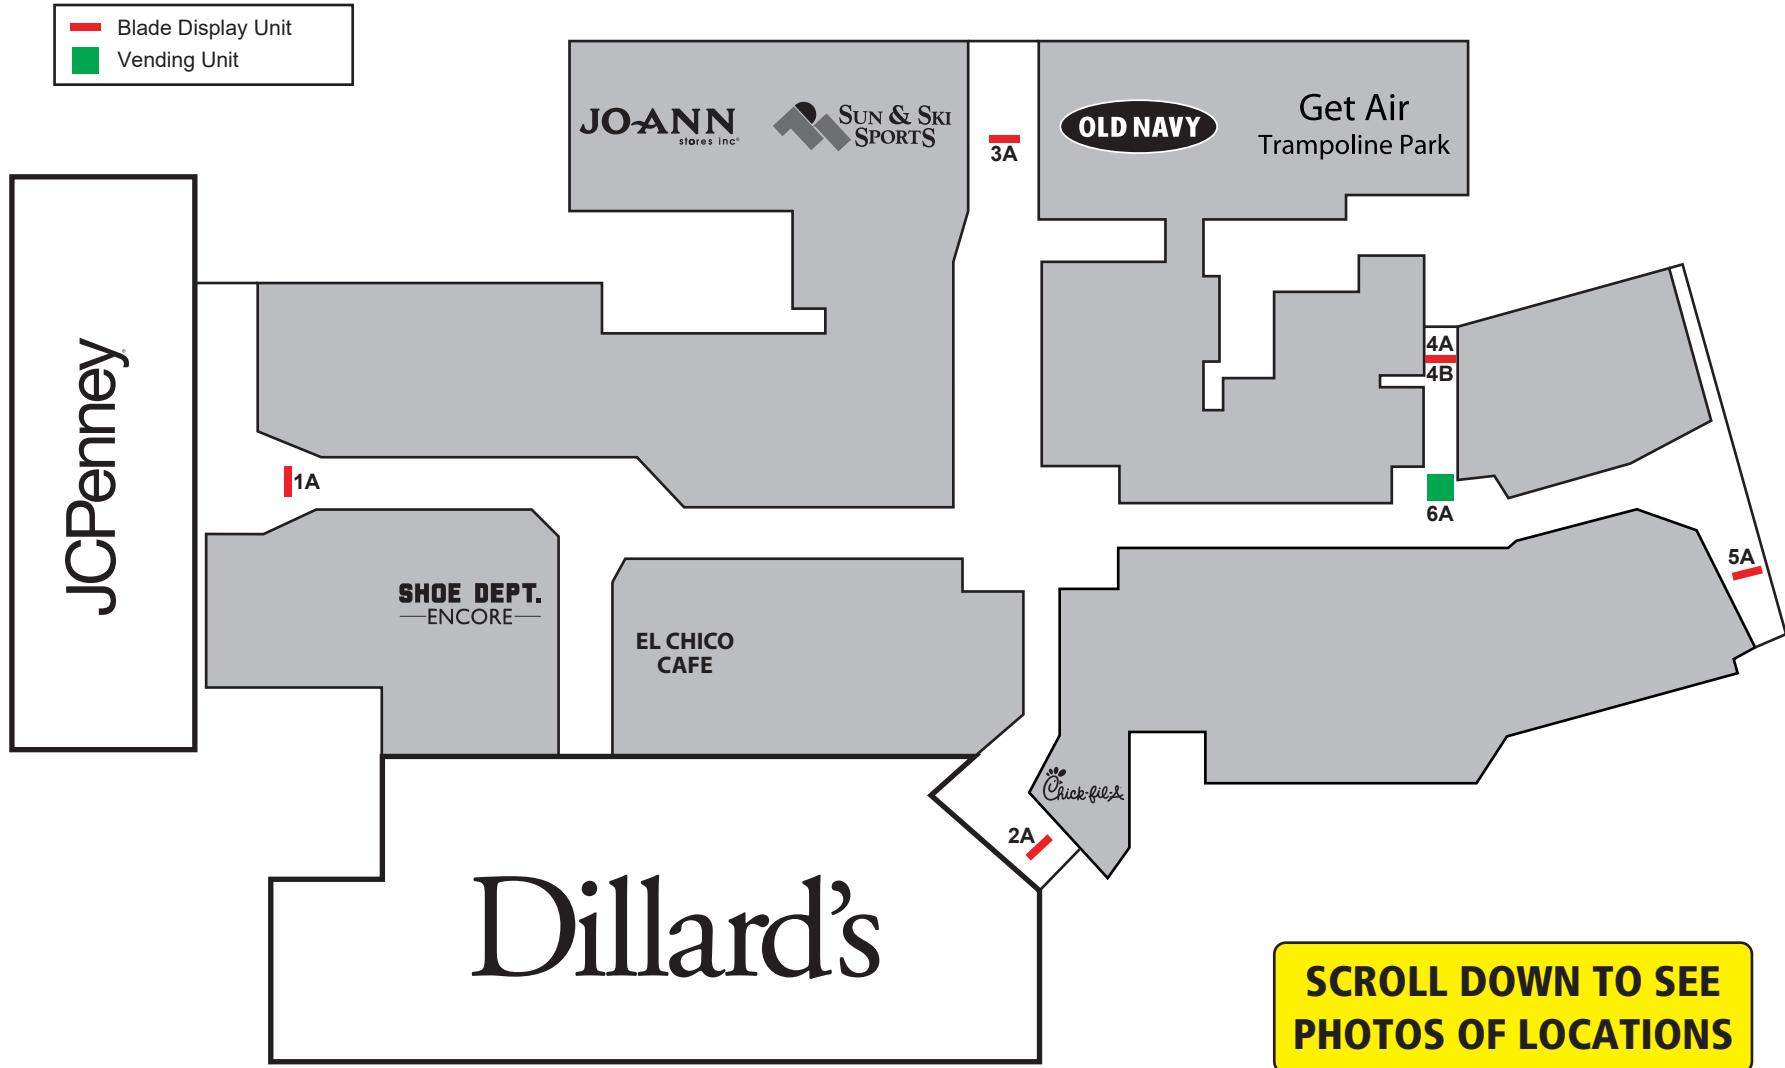 Blade Display Unit
Vending Unit
JO-ANN
stores inc
SUN & SKI
SPORTS
3A
OLD NAVY
Get Air
Trampoline Park
JCPenney
4A
4B
1A
6A
5A
SHOE DEPT.
ENCORE
EL CHICO
CAFE
Chick-fil-A
2A
Dillard's
SCROLL DOWN TO SEE
PHOTOS OF LOCATIONS